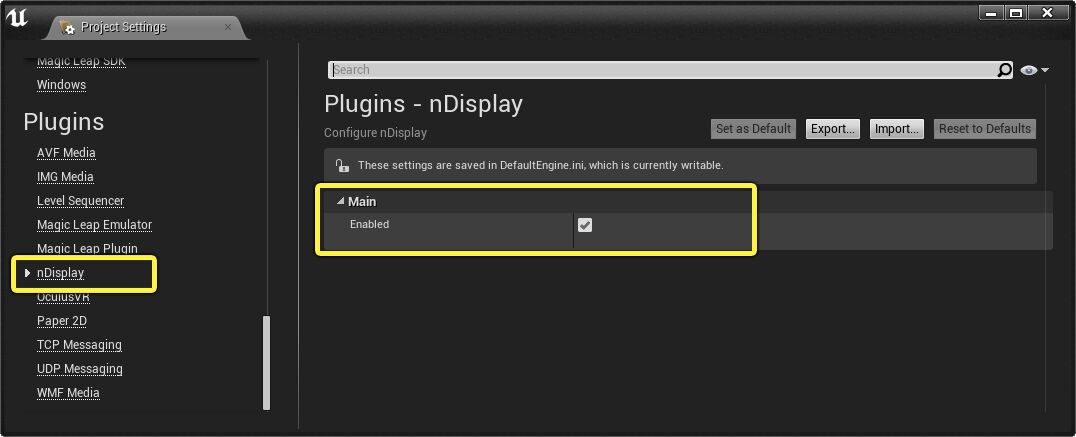 Project Settings
Magic Leap SDK
Windows
Plugins
AVF Media
IMG Media
Level Sequencer
Magic Leap Emulator
Magic Leap Plugin
nDisplay
OculusVR
Paper 2D
TCP Messaging
UDP Messaging
WMF Media
Search
Plugins - nDisplay
Configure nDisplay
Set as Default Export... Import... Reset to Defaults
These settings are saved in DefaultEngine.ini, which is currently writable.
Main
Enabled